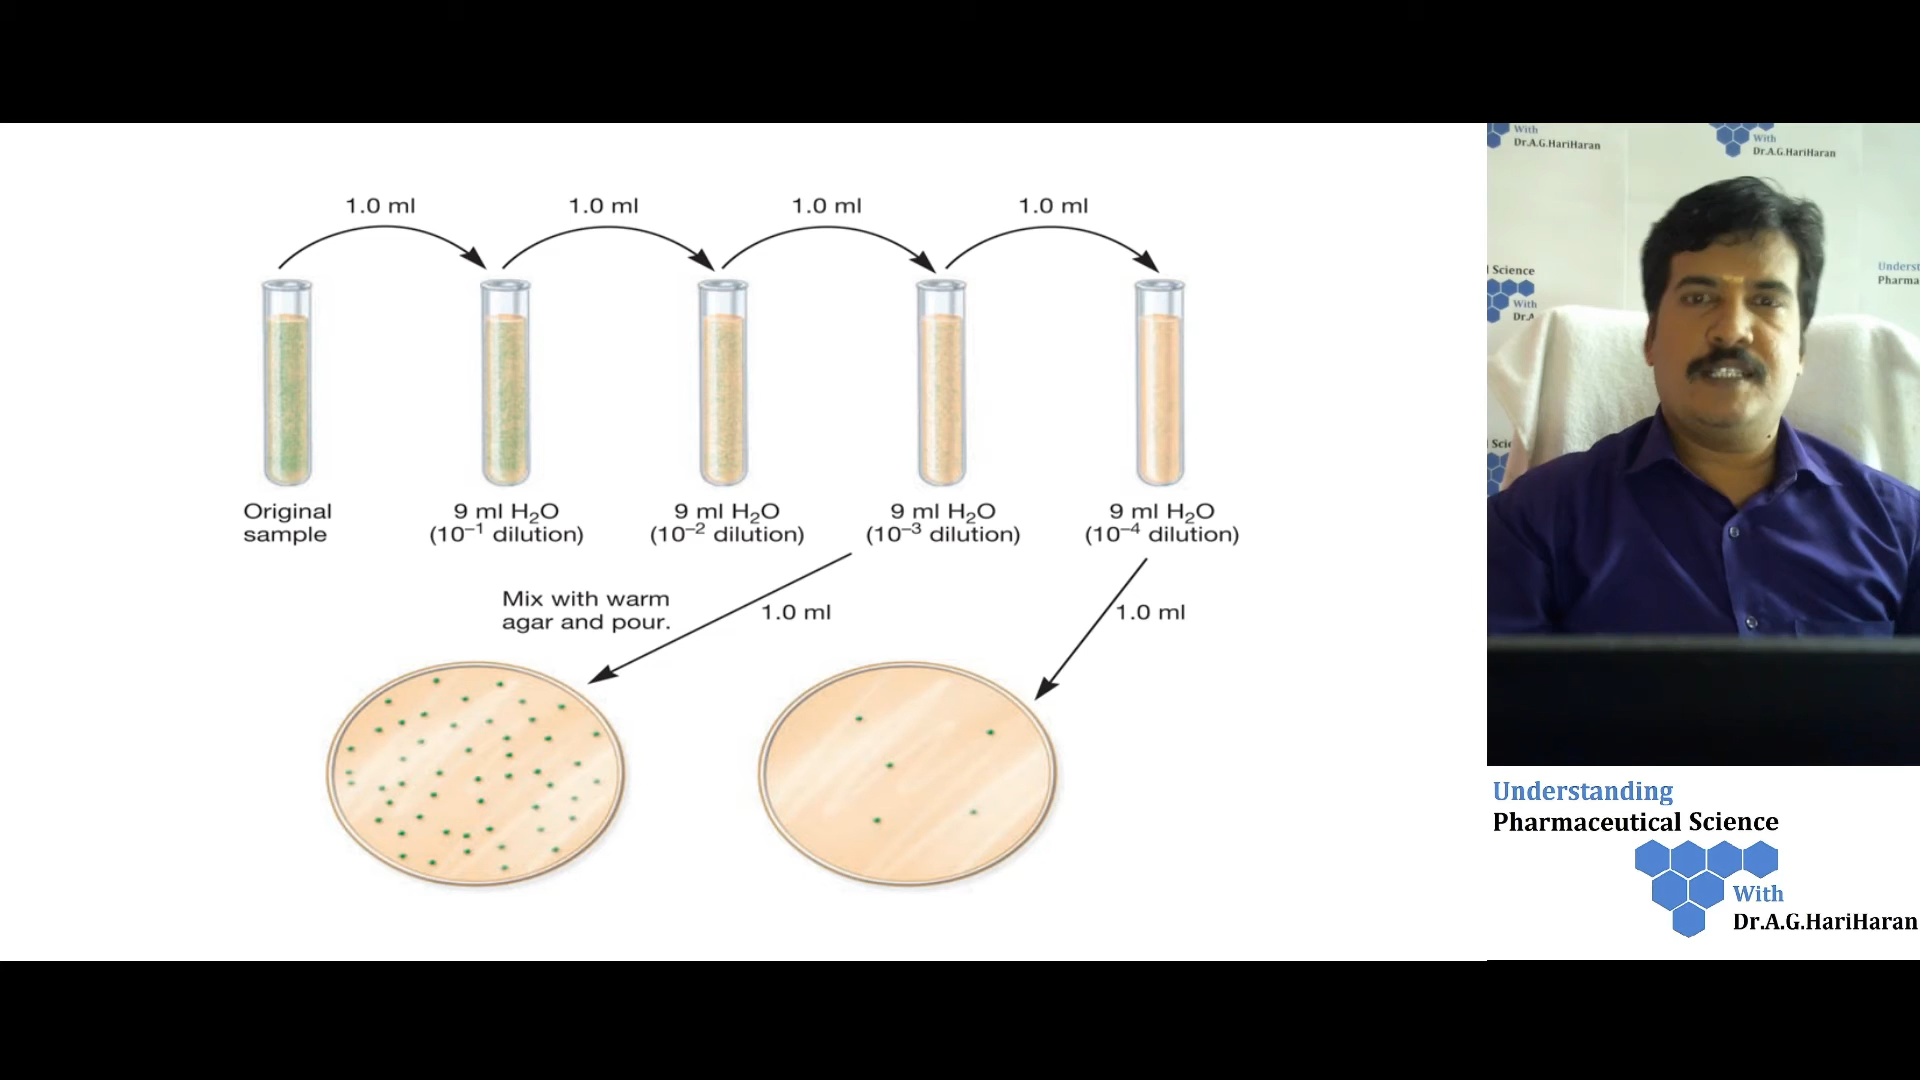 1.0 ml
1.0 ml
1.0 ml
1.0 ml
Original
sample
9 ml H₂O
(10⁻¹ dilution)
9 ml H₂O
(10⁻² dilution)
9 ml H₂O
(10⁻³ dilution)
9 ml H₂O
(10⁻⁴ dilution)
Mix with warm
agar and pour.
1.0 ml
1.0 ml
With
Dr.A.G.HariHaran
With
Dr.A.G.HariHaran
Science
With
Dr.A
Underst
Pharma
Understanding
Pharmaceutical Science
With
Dr.A.G.HariHaran